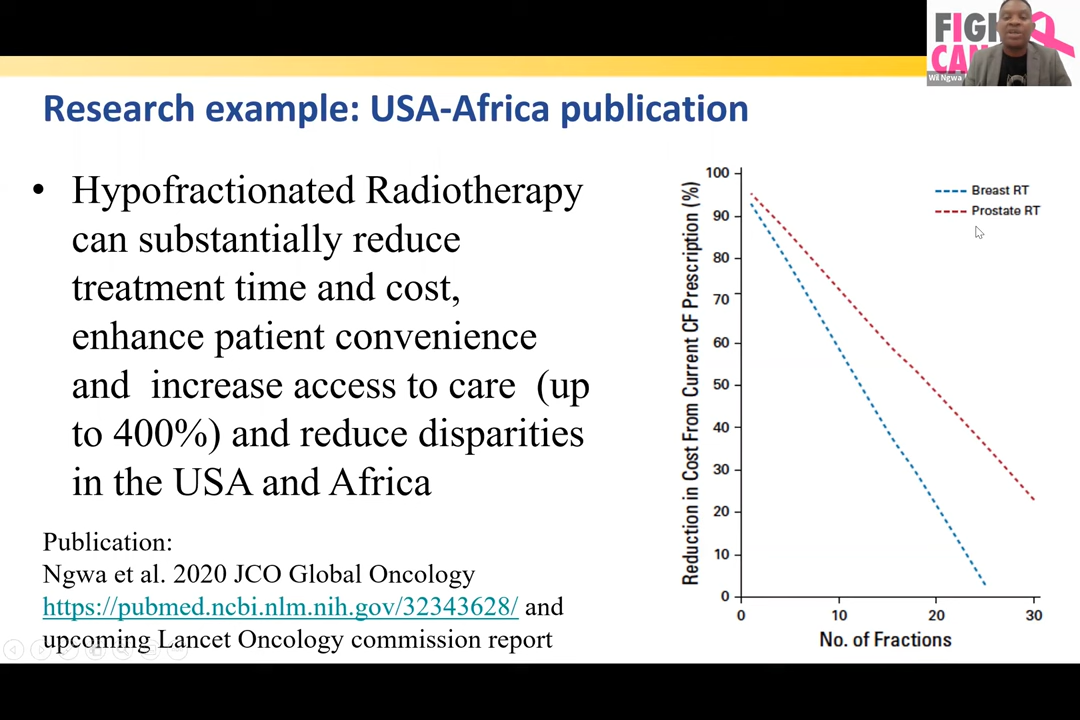 FIGH
CAN
Wil Ngwa
Research example: USA-Africa publication
• Hypofractionated Radiotherapy
can substantially reduce
treatment time and cost,
enhance patient convenience
and increase access to care (up
to 400%) and reduce disparities
in the USA and Africa
Publication:
Ngwa et al. 2020 JCO Global Oncology
https://pubmed.ncbi.nlm.nih.gov/32343628/ and
upcoming Lancet Oncology commission report
Reduction in Cost From Current CF Prescription (%)
100
90
80
70
60
50
40
30
20
10
0
0 10 20 30
No. of Fractions
Breast RT
Prostate RT